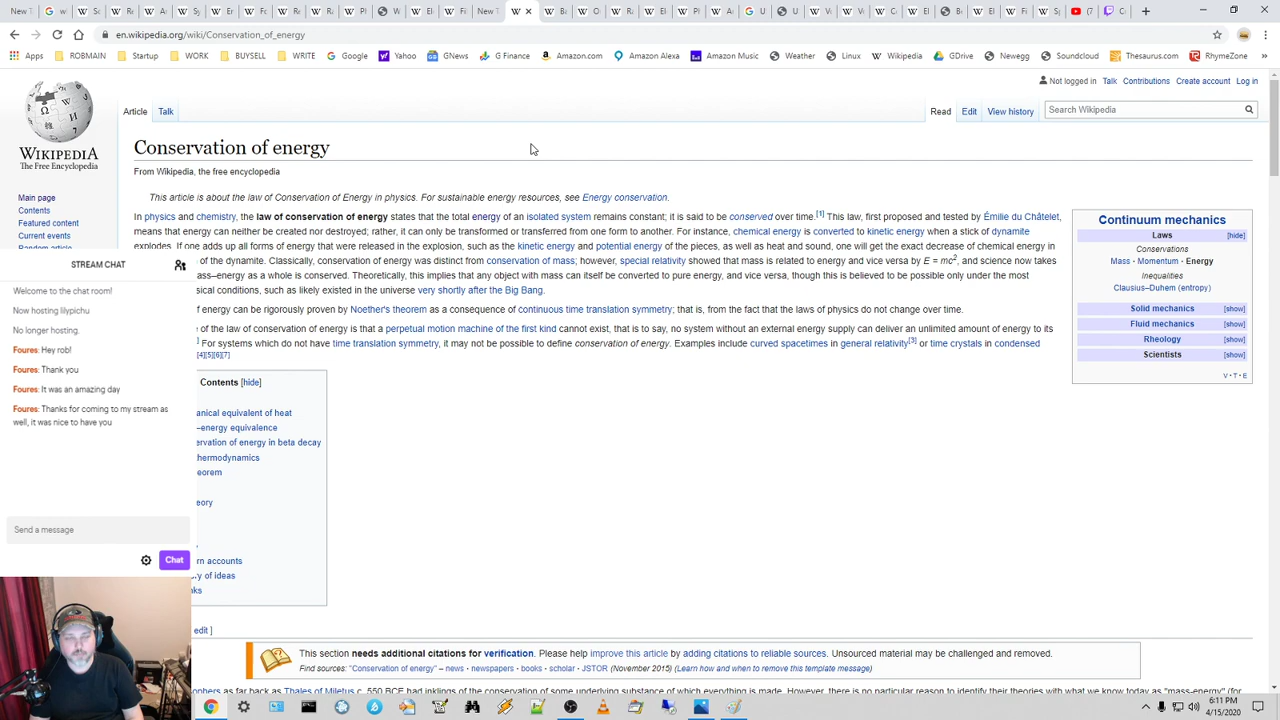 en.wikipedia.org/wiki/Conservation_of_energy
Apps ROBMAIN Startup WORK BUYSELL WRITE Google Yahoo GNews G Finance Amazon.com Amazon Alexa Amazon Music Weather Linux Wikipedia GDrive Newegg Soundcloud Thesaurus.com RhymeZone
Not logged in Talk Contributions Create account Log in
Article Talk Read Edit View history Search Wikipedia
WIKIPEDIA
The Free Encyclopedia
Main page
Contents
Featured content
Current events
Random article
Conservation of energy
From Wikipedia, the free encyclopedia
This article is about the law of Conservation of Energy in physics. For sustainable energy resources, see Energy conservation.
In physics and chemistry, the law of conservation of energy states that the total energy of an isolated system remains constant; it is said to be conserved over time.[1] This law, first proposed and tested by Émilie du Châtelet,
means that energy can neither be created nor destroyed; rather, it can only be transformed or transferred from one form to another. For instance, chemical energy is converted to kinetic energy when a stick of dynamite
explodes. If one adds up all forms of energy that were released in the explosion, such as the kinetic energy and potential energy of the pieces, as well as heat and sound, one will get the exact decrease of chemical energy in
of the dynamite. Classically, conservation of energy was distinct from conservation of mass; however, special relativity showed that mass is related to energy and vice versa by E = mc2, and science now takes
mass–energy as a whole is conserved. Theoretically, this implies that any object with mass can itself be converted to pure energy, and vice versa, though this is believed to be possible only under the most
sical conditions, such as likely existed in the universe very shortly after the Big Bang.
of energy can be rigorously proven by Noether's theorem as a consequence of continuous time translation symmetry; that is, from the fact that the laws of physics do not change over time.
e of the law of conservation of energy is that a perpetual motion machine of the first kind cannot exist, that is to say, no system without an external energy supply can deliver an unlimited amount of energy to its
] For systems which do not have time translation symmetry, it may not be possible to define conservation of energy. Examples include curved spacetimes in general relativity[3] or time crystals in condensed
[4][5][6][7]
Continuum mechanics
Laws [hide]
Conservations
Mass · Momentum · Energy
Inequalities
Clausius–Duhem (entropy)
Solid mechanics [show]
Fluid mechanics [show]
Rheology [show]
Scientists [show]
V · T · E
Contents [hide]
anical equivalent of heat
–energy equivalence
ervation of energy in beta decay
hermodynamics
eorem
eory
rn accounts
ry of ideas
nks
edit ]
This section needs additional citations for verification. Please help improve this article by adding citations to reliable sources. Unsourced material may be challenged and removed.
Find sources: "Conservation of energy" – news · newspapers · books · scholar · JSTOR (November 2015) (Learn how and when to remove this template message)
ophers as far back as Thales of Miletus c. 550 BCE had inklings of the conservation of some underlying substance of which everything is made. However, there is no particular reason to identify their theories with what we know today as "mass-energy" (for
STREAM CHAT
Welcome to the chat room!
Now hosting lilypichu
No longer hosting.
Foures: Hey rob!
Foures: Thank you
Foures: It was an amazing day
Foures: Thanks for coming to my stream as
well, it was nice to have you
Send a message
Chat
6:11 PM
4/15/2020